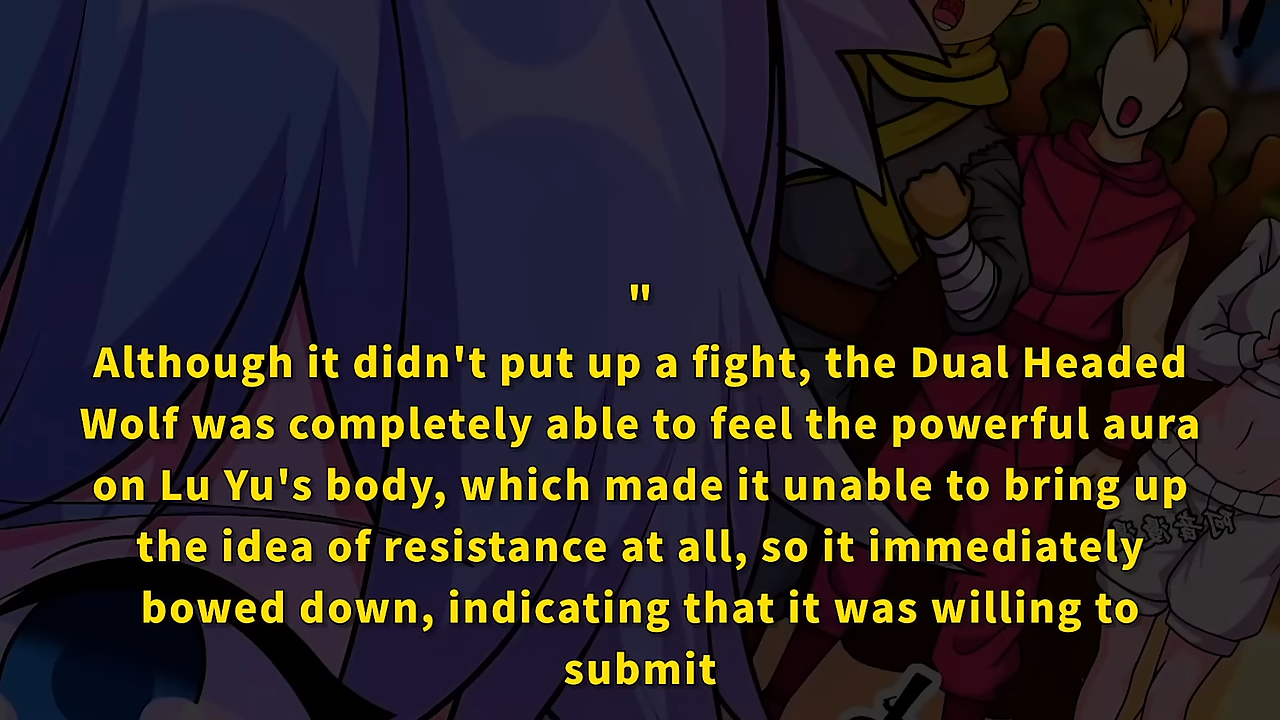 "
Although it didn't put up a fight, the Dual Headed
Wolf was completely able to feel the powerful aura
on Lu Yu's body, which made it unable to bring up
the idea of resistance at all, so it immediately
bowed down, indicating that it was willing to
submit